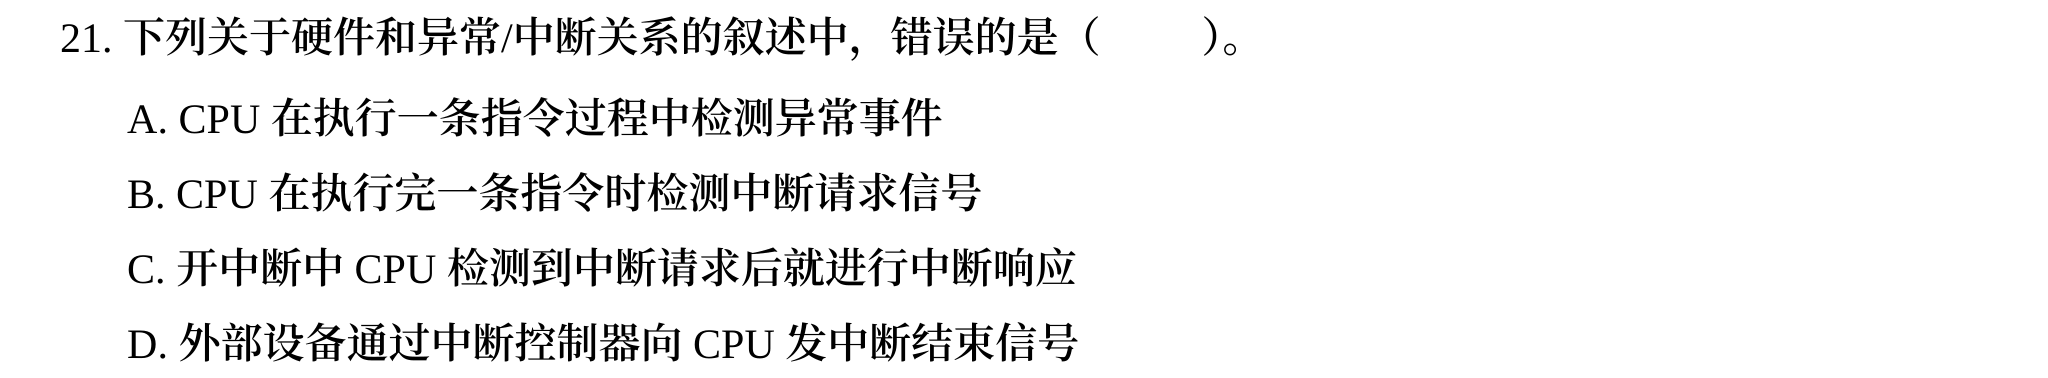 21. 下列关于硬件和异常/中断关系的叙述中，错误的是（　　）。
A. CPU 在执行一条指令过程中检测异常事件
B. CPU 在执行完一条指令时检测中断请求信号
C. 开中断中 CPU 检测到中断请求后就进行中断响应
D. 外部设备通过中断控制器向 CPU 发中断结束信号